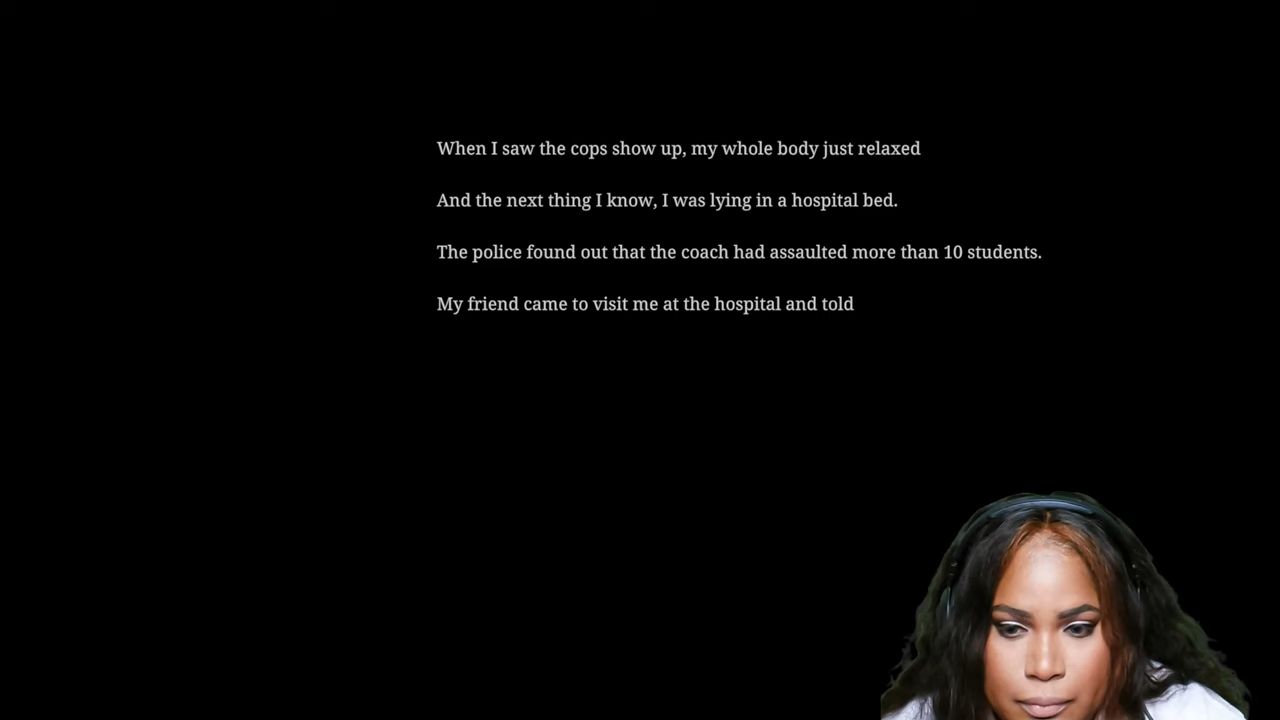 When I saw the cops show up, my whole body just relaxed
And the next thing I know, I was lying in a hospital bed.
The police found out that the coach had assaulted more than 10 students.
My friend came to visit me at the hospital and told